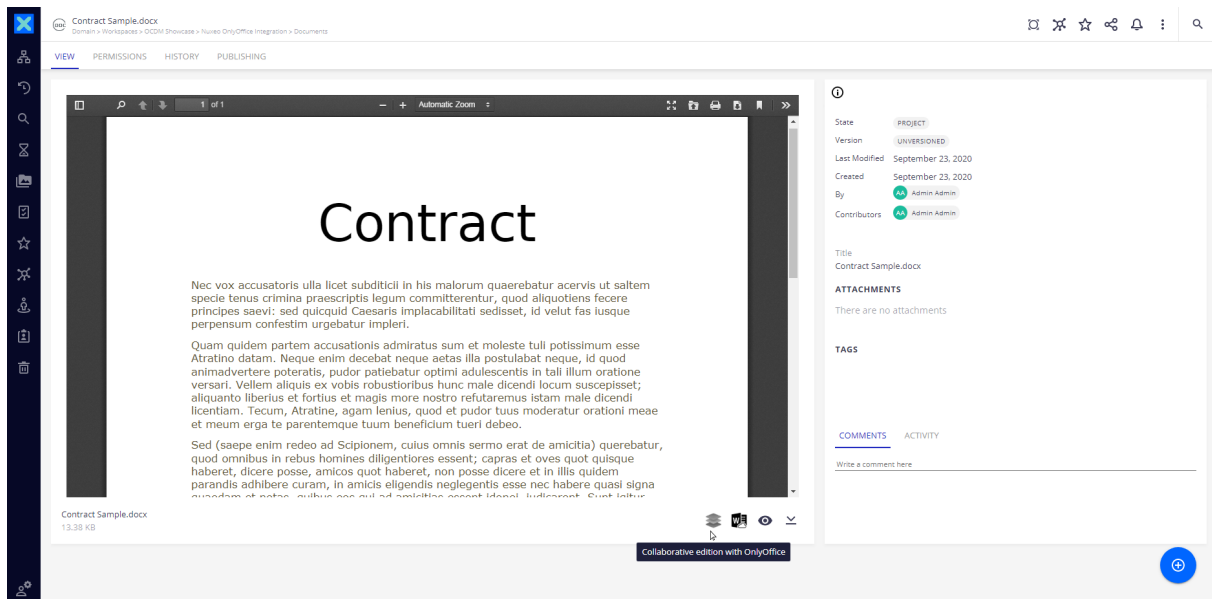 Contract Sample.docx
Domain > Workspaces > OCDM Showcase > Nuxeo OnlyOffice Integration > Documents
VIEW PERMISSIONS HISTORY PUBLISHING
1 of 1
Automatic Zoom
Contract
Nec vox accusatoris ulla licet subditicii in his malorum quaerebatur acervis ut saltem
specie tenus crimina praescriptis legum committerentur, quod aliquotiens fecere
principes saevi: sed quicquid Caesaris implacabilitati sedisset, id velut fas iusque
perpensum confestim urgebatur impleri.
Quam quidem partem accusationis admiratus sum et moleste tuli potissimum esse
Atratino datam. Neque enim decebat neque aetas illa postulabat neque, id quod
animadvertere poteratis, pudor patiebatur optimi adulescentis in tali illum oratione
versari. Vellem aliquis ex vobis robustioribus hunc male dicendi locum suscepisset;
aliquanto liberius et fortius et magis more nostro refutaremus istam male dicendi
licentiam. Tecum, Atratine, agam lenius, quod et pudor tuus moderatur orationi meae
et meum erga te parentemque tuum beneficium tueri debeo.
Sed (saepe enim redeo ad Scipionem, cuius omnis sermo erat de amicitia) querebatur,
quod omnibus in rebus homines diligentiores essent; capras et oves quot quisque
haberet, dicere posse, amicos quot haberet, non posse dicere et in illis quidem
parandis adhibere curam, in amicis eligendis neglegentis esse nec habere quasi signa
Contract Sample.docx
13.38 KB
Collaborative edition with OnlyOffice
State PROJECT
Version UNVERSIONED
Last Modified September 23, 2020
Created September 23, 2020
By AA Admin Admin
Contributors AA Admin Admin
Title
Contract Sample.docx
ATTACHMENTS
There are no attachments
TAGS
COMMENTS ACTIVITY
Write a comment here